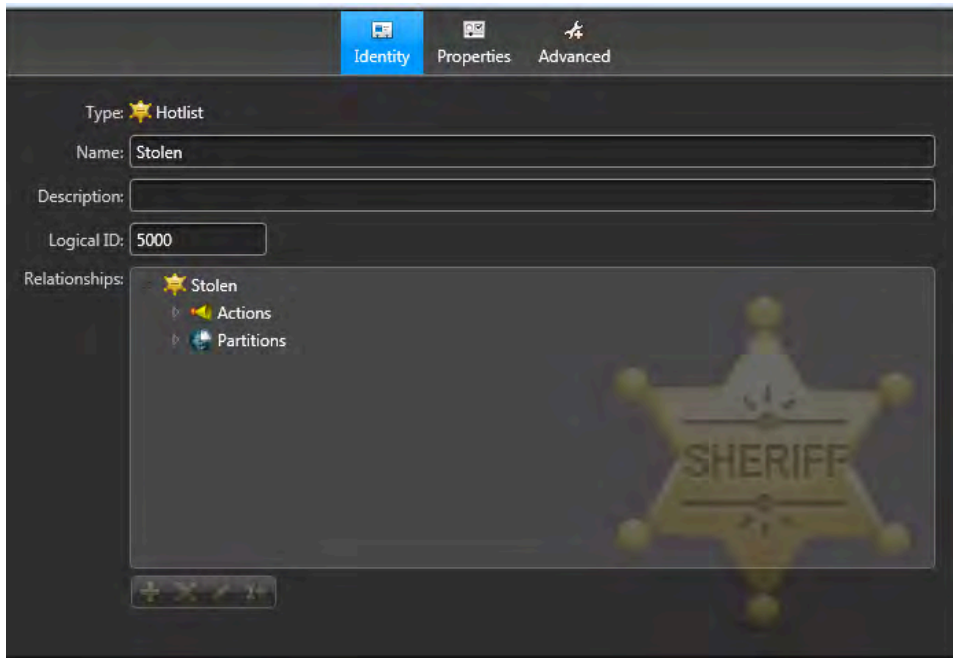 Identity Properties Advanced
Type: Hotlist
Name: Stolen
Description:
Logical ID: 5000
Relationships: Stolen
Actions
Partitions
SHERIFF